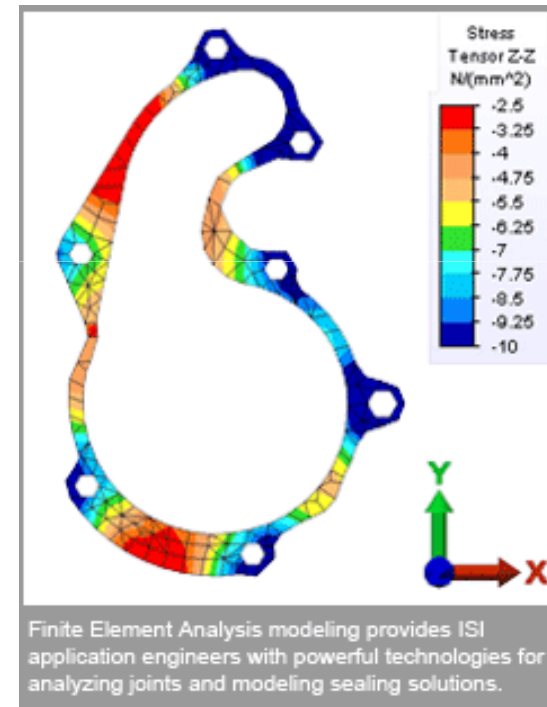 Stress
Tensor Z-Z
N/(mm^2)
-2.5
-3.25
-4
-4.75
-5.5
-6.25
-7
-7.75
-8.5
-9.25
-10
Y
X
Finite Element Analysis modeling provides ISI
application engineers with powerful technologies for
analyzing joints and modeling sealing solutions.